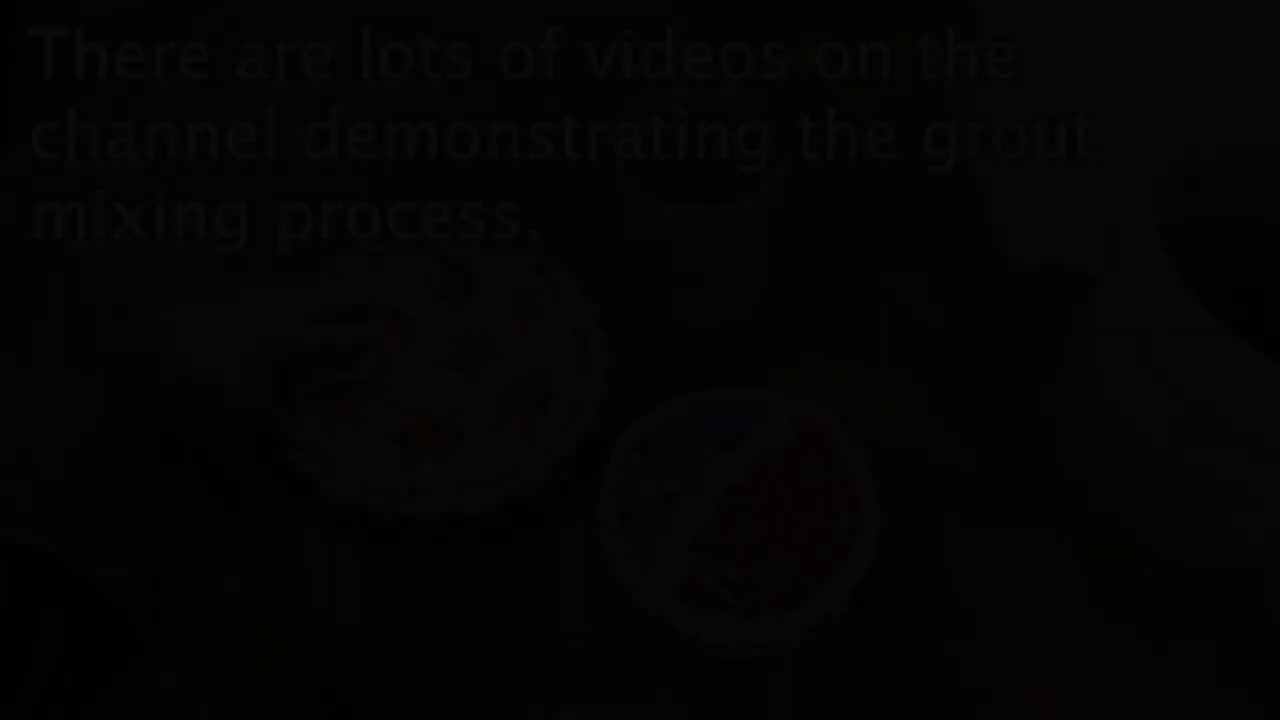 There are lots of videos on the
channel demonstrating the grout
mixing process.